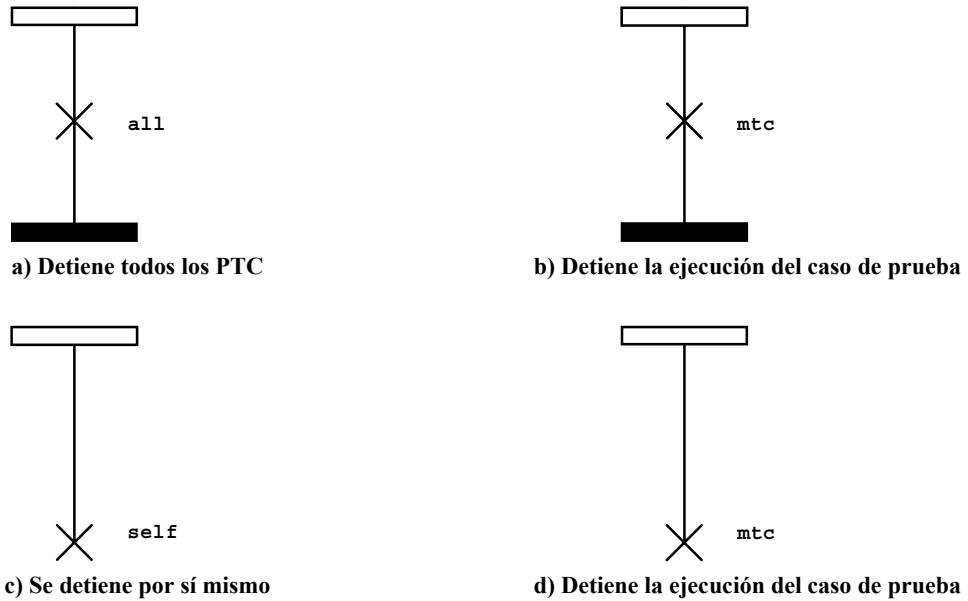 all
mtc
a) Detiene todos los PTC
b) Detiene la ejecución del caso de prueba
self
mtc
c) Se detiene por sí mismo
d) Detiene la ejecución del caso de prueba